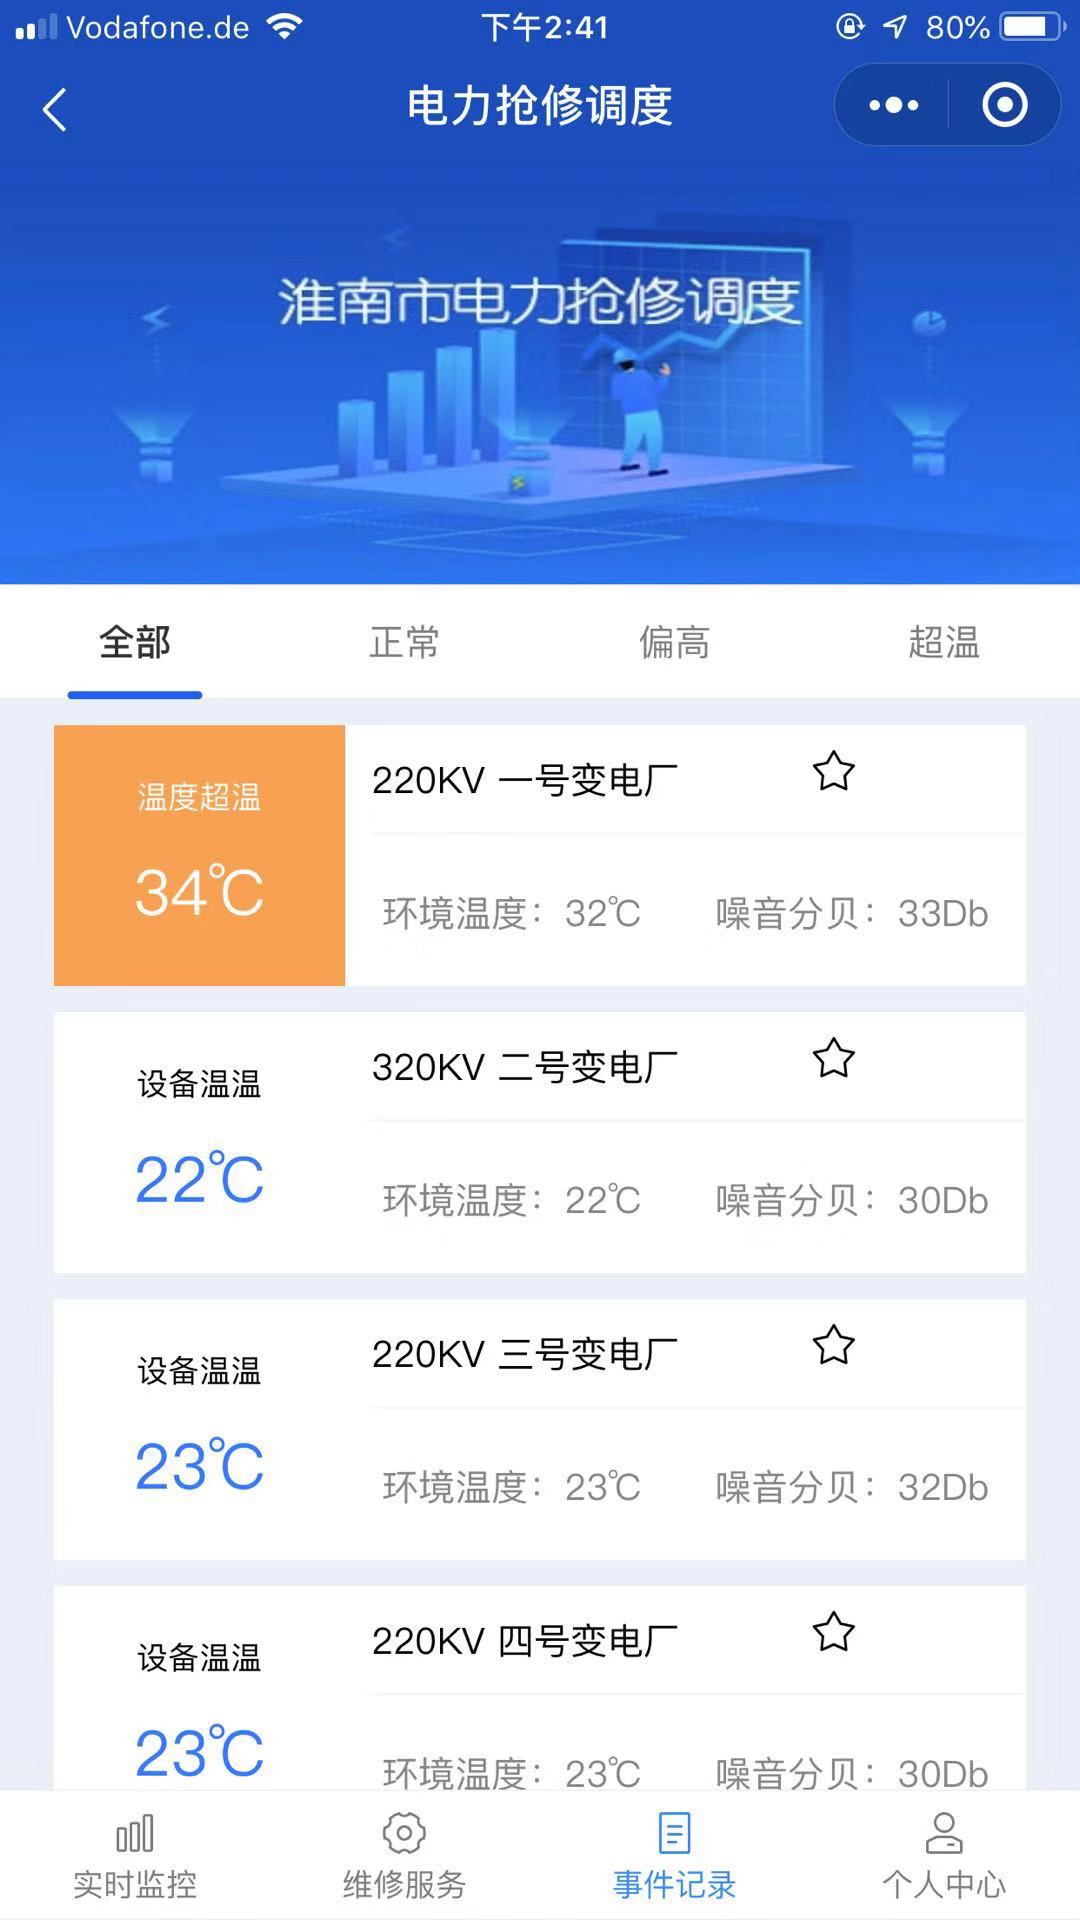 Vodafone.de 下午2:41 80%
电力抢修调度
淮南市电力抢修调度
全部 正常 偏高 超温
温度超温
34℃
220KV 一号变电厂
环境温度：32℃ 噪音分贝：33Db
设备温温
22℃
320KV 二号变电厂
环境温度：22℃ 噪音分贝：30Db
设备温温
23℃
220KV 三号变电厂
环境温度：23℃ 噪音分贝：32Db
设备温温
23℃
220KV 四号变电厂
环境温度：23℃ 噪音分贝：30Db
实时监控 维修服务 事件记录 个人中心